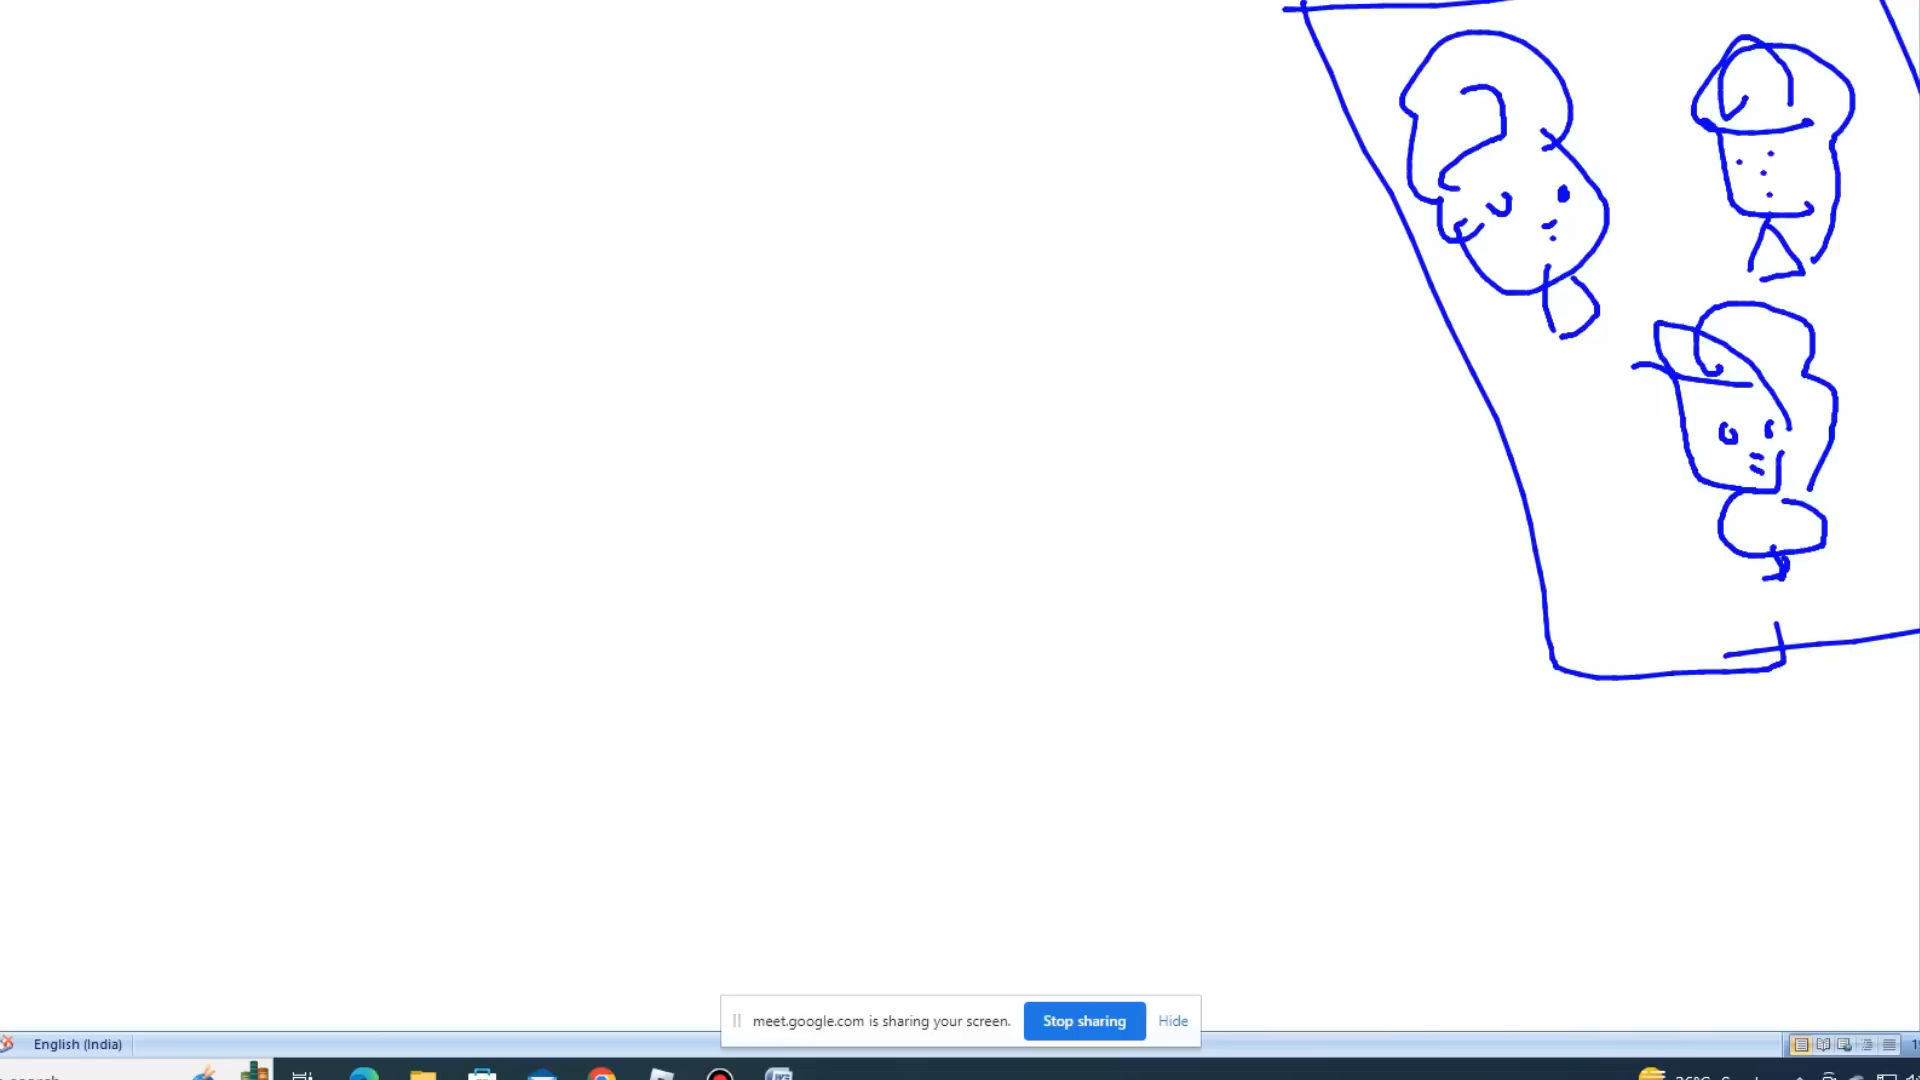 meet.google.com is sharing your screen.
Stop sharing
Hide
English (India)